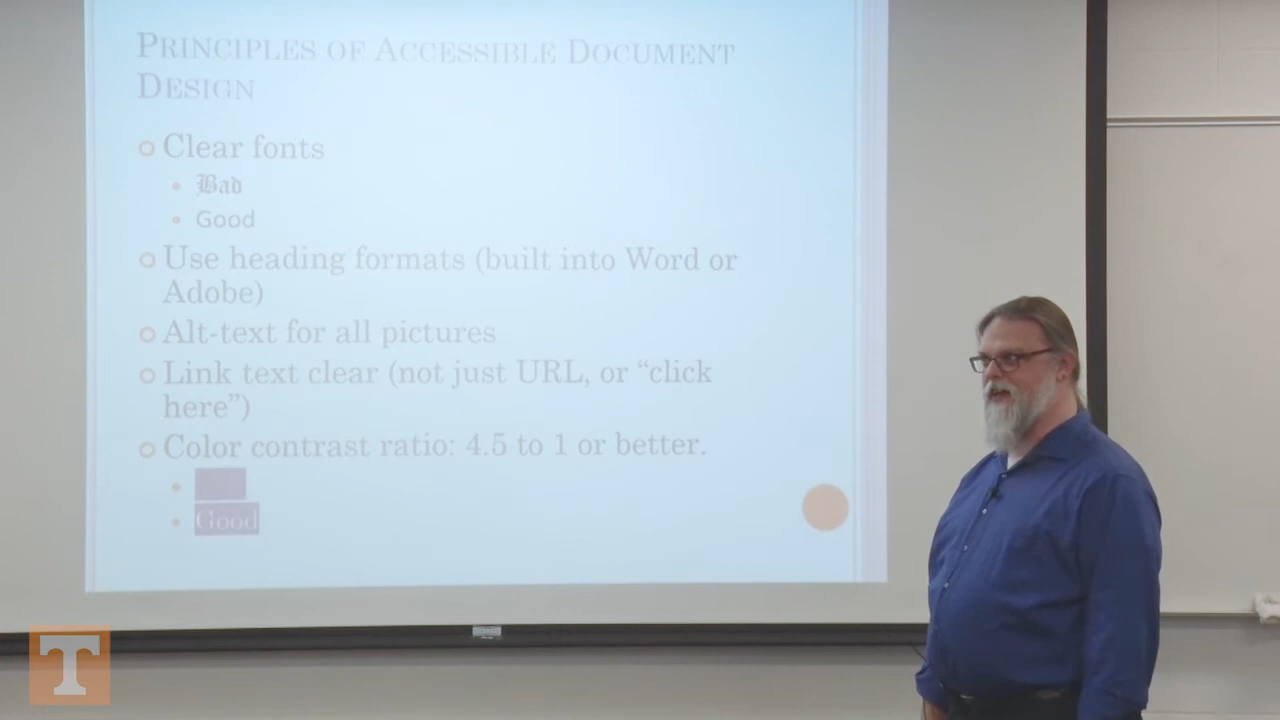 PRINCIPLES OF ACCESSIBLE DOCUMENT
DESIGN
Clear fonts
Bad
Good
Use heading formats (built into Word or
Adobe)
Alt-text for all pictures
Link text clear (not just URL, or “click
here”)
Color contrast ratio: 4.5 to 1 or better.
Good
T